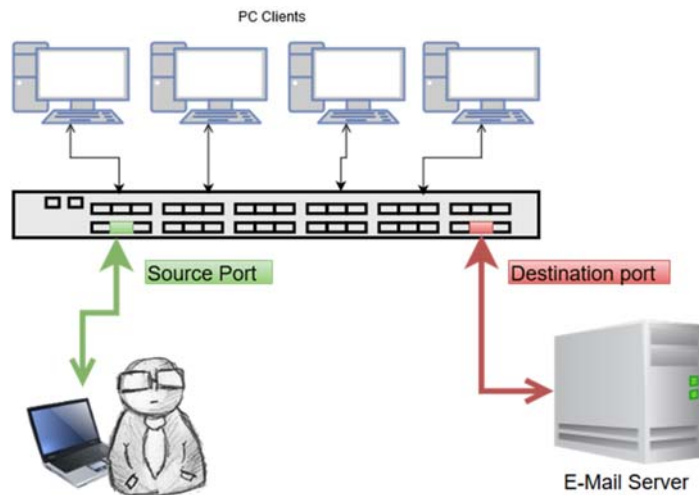 PC Clients
Source Port
Destination port
E-Mail Server